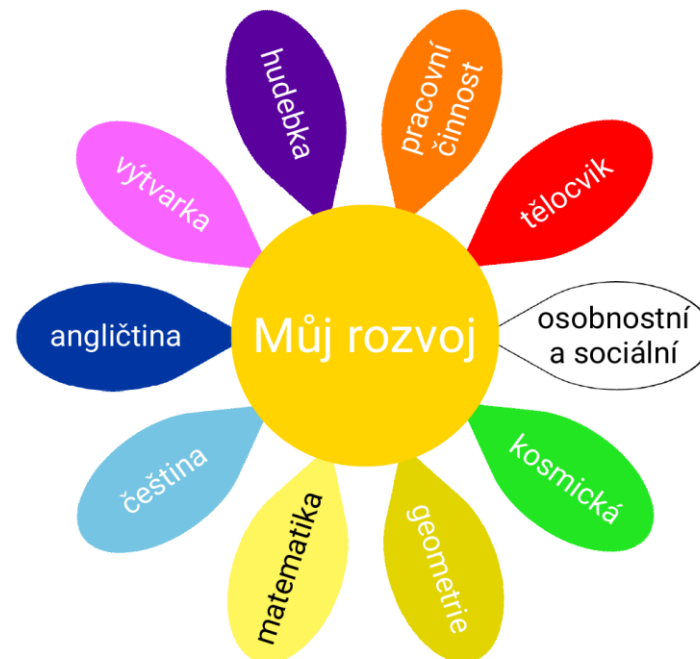 hudebka
pracovní
činnost
výtvarka
tělocvik
angličtina
Můj rozvoj
osobnostní
a sociální
čeština
kosmická
matematika
geometrie